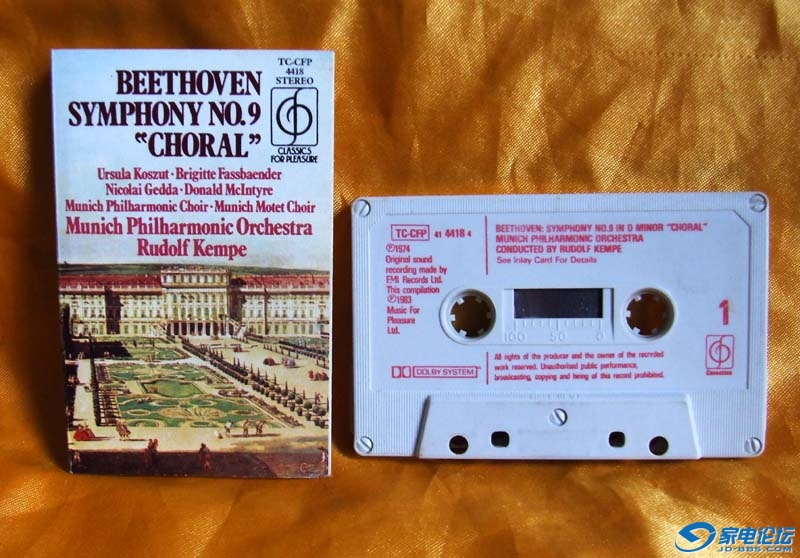 BEETHOVEN
SYMPHONY NO.9
"CHORAL"
TC-CFP
4418
STEREO
CLASSICS
FOR PLEASURE
Ursula Koszut · Brigitte Fassbaender
Nicolai Gedda · Donald McIntyre
Munich Philharmonic Choir · Munich Motet Choir
Munich Philharmonic Orchestra
Rudolf Kempe
TC-CFP 41 4418 4
℗1974
Original sound
recording made by
EMI Records Ltd.
This compilation
℗1983
Music For
Pleasure
Ltd.
BEETHOVEN: SYMPHONY NO.9 IN D MINOR "CHORAL"
MUNICH PHILHARMONIC ORCHESTRA
CONDUCTED BY RUDOLF KEMPE
See Inlay Card For Details
100 50 0
1
DOLBY SYSTEM
All rights of the producer and the owner of the recorded
work reserved. Unauthorised public performance,
broadcasting, copying and hiring of this record prohibited.
家电论坛
JD-BBS.COM